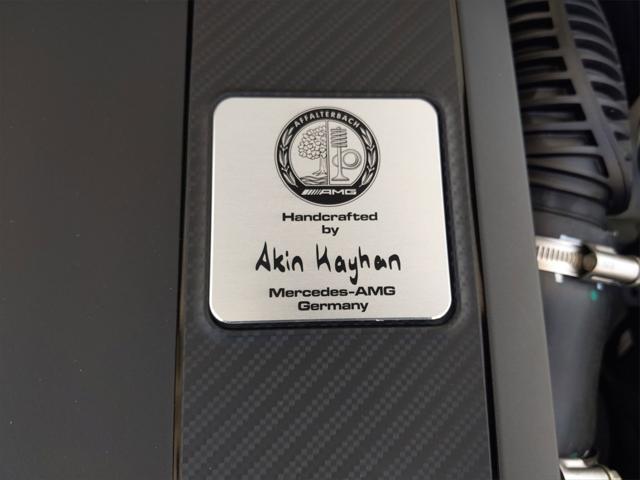 AFFALTERBACH
AMG
Handcrafted
by
Akin Kayhan
Mercedes-AMG
Germany